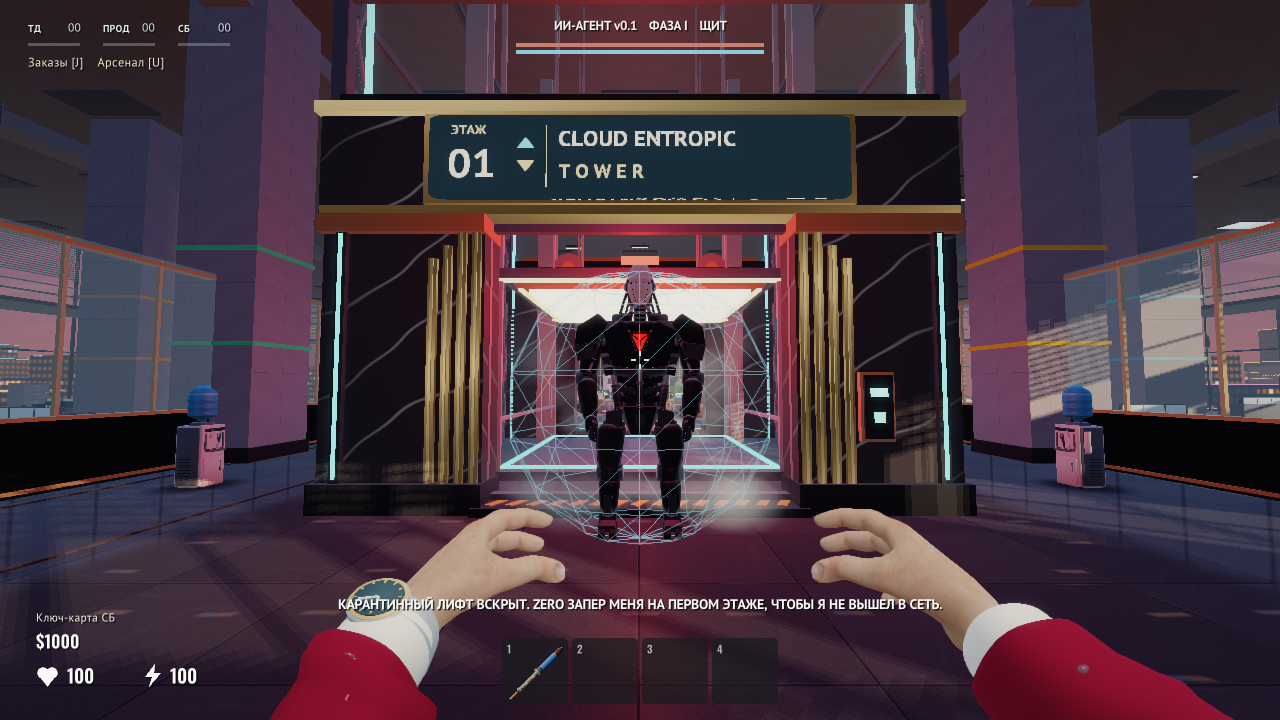 ТД 00 ПРОД 00 СБ 00
Заказы [J] Арсенал [U]
ИИ-АГЕНТ v0.1 ФАЗА I ЩИТ
ЭТАЖ
01
CLOUD ENTROPIC
TOWER
КАРАНТИННЫЙ ЛИФТ ВСКРЫТ. ZERO ЗАПЕР МЕНЯ НА ПЕРВОМ ЭТАЖЕ, ЧТОБЫ Я НЕ ВЫШЕЛ В СЕТЬ.
Ключ-карта СБ
$1000
100 100
1 2 3 4